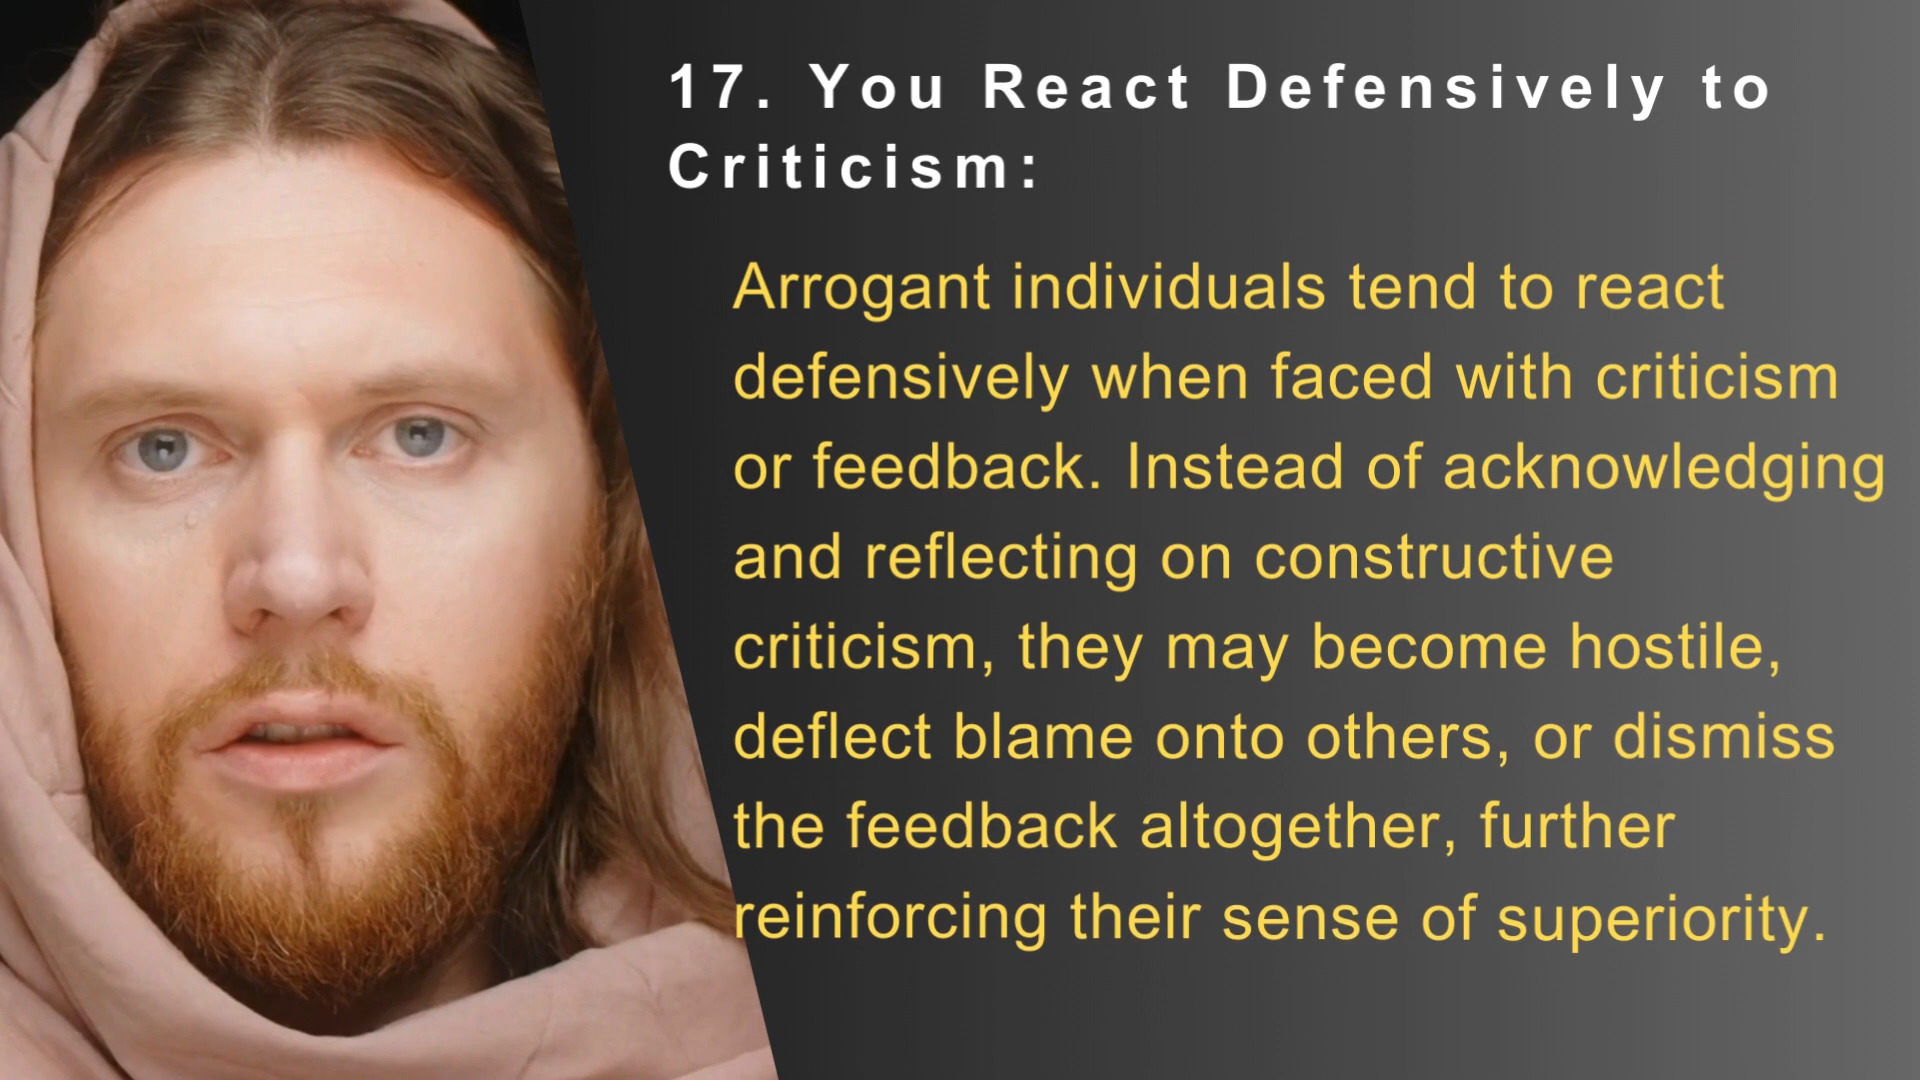 17. You React Defensively to
Criticism:
Arrogant individuals tend to react
defensively when faced with criticism
or feedback. Instead of acknowledging
and reflecting on constructive
criticism, they may become hostile,
deflect blame onto others, or dismiss
the feedback altogether, further
reinforcing their sense of superiority.